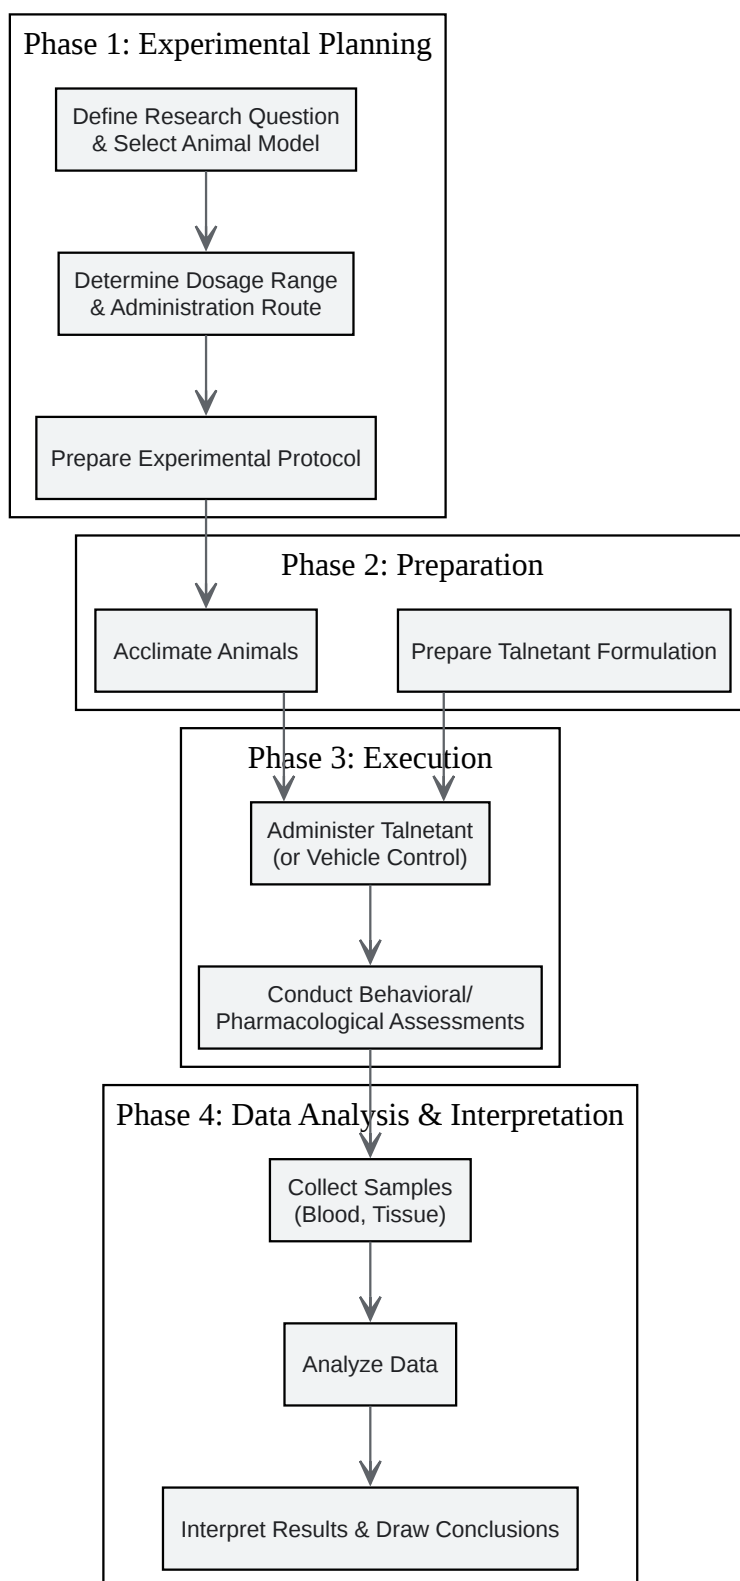 Phase 1: Experimental Planning
Define Research Question
& Select Animal Model
Determine Dosage Range
& Administration Route
Prepare Experimental Protocol
Phase 2: Preparation
Acclimate Animals
Prepare Talnetant Formulation
Phase 3: Execution
Administer Talnetant
(or Vehicle Control)
Conduct Behavioral/
Pharmacological Assessments
Phase 4: Data Analysis & Interpretation
Collect Samples
(Blood, Tissue)
Analyze Data
Interpret Results & Draw Conclusions